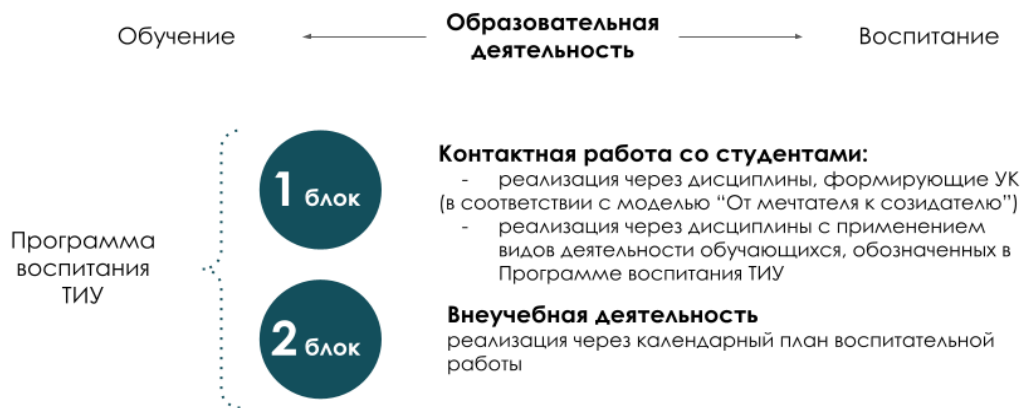 Обучение
Образовательная
деятельность
Воспитание
Контактная работа со студентами:
- реализация через дисциплины, формирующие УК
(в соответствии с моделью “От мечтателя к созидателю”)
- реализация через дисциплины с применением
видов деятельности обучающихся, обозначенных в
Программе воспитания ТИУ
1 блок
Программа
воспитания
ТИУ
2 блок
Внеучебная деятельность
реализация через календарный план воспитательной
работы